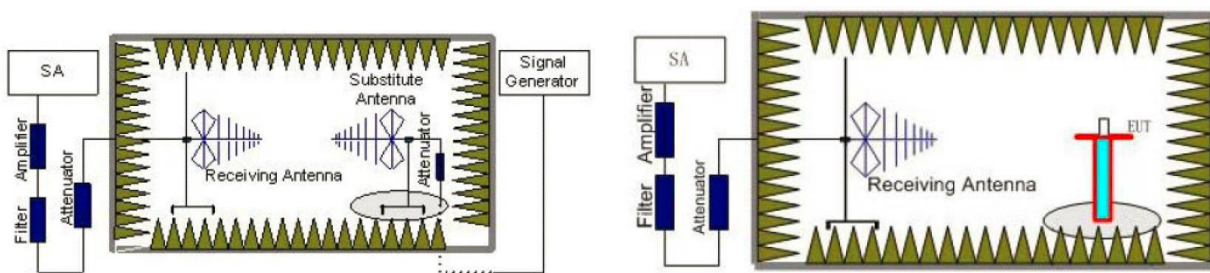 SA
Amplifier
Filter
Attenuator
Receiving Antenna
Substitute
Antenna
Attenuator
Signal
Generator
SA
Amplifier
Filter
Attenuator
Receiving Antenna
EUT